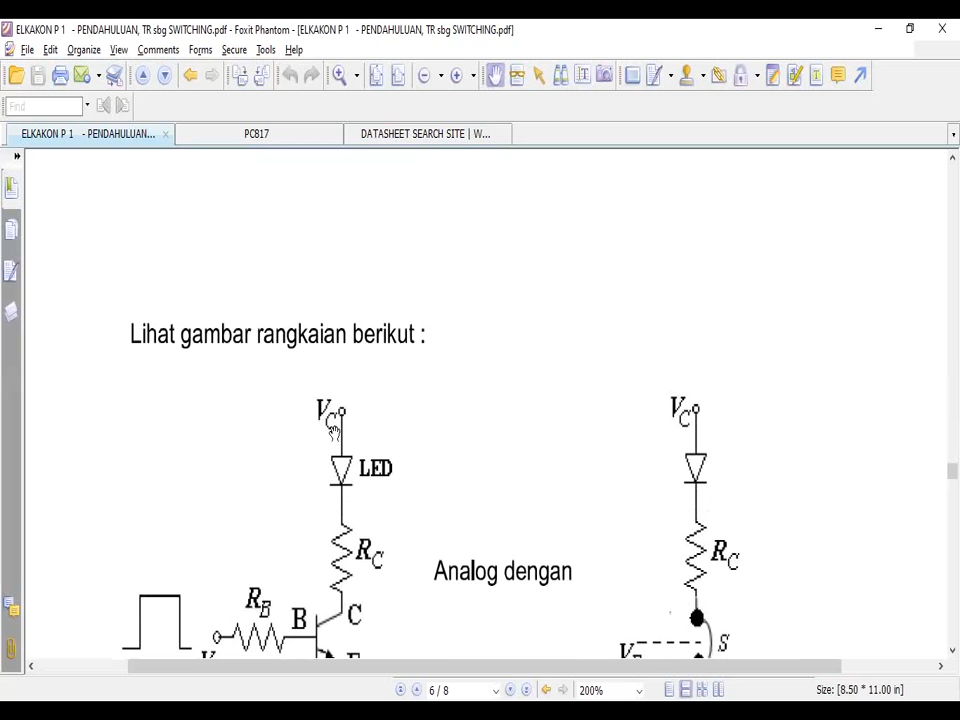 ELKAKON P 1 - PENDAHULUAN, TR sbg SWITCHING.pdf - Foxit Phantom - [ELKAKON P 1 - PENDAHULUAN, TR sbg SWITCHING.pdf]
File Edit Organize View Comments Forms Secure Tools Help
Find
ELKAKON P 1 - PENDAHULUAN... PC817 DATASHEET SEARCH SITE | W...
Lihat gambar rangkaian berikut :
VC VC
LED
RC RC
Analog dengan
RB B C
E
S
6 / 8 200% Size: [8.50 * 11.00 in]